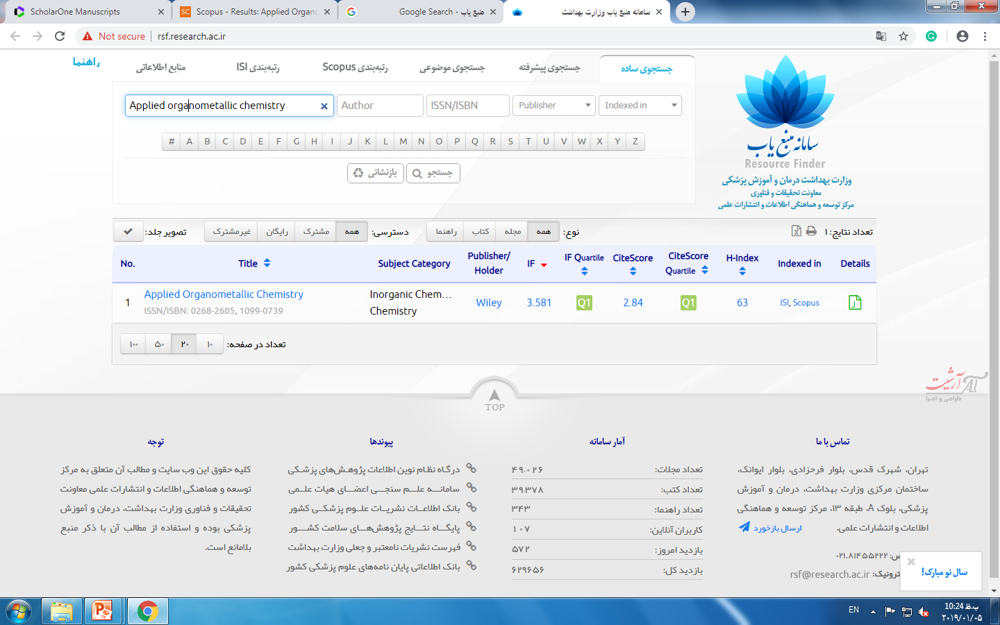 ScholarOne Manuscripts
Scopus - Results: Applied Organo
منبع یاب - Google Search
سامانه منبع یاب وزارت بهداشت
Not secure
rsf.research.ac.ir
راهنما
منابع اطلاعاتی
رتبه‌بندی ISI
رتبه‌بندی Scopus
جستجوی موضوعی
جستجوی پیشرفته
جستجوی ساده
Applied organometallic chemistry
Author
ISSN/ISBN
Publisher
Indexed in
# A B C D E F G H I J K L M N O P Q R S T U V W X Y Z
بازنشانی
جستجو
سامانه منبع یاب
Resource Finder
وزارت بهداشت درمان و آموزش پزشکی
معاونت تحقیقات و فناوری
مرکز توسعه و هماهنگی اطلاعات و انتشارات علمی
تعداد نتایج: ۱
نوع: همه مجله کتاب راهنما
دسترسی: همه مشترک رایگان غیرمشترک
تصویر جلد:
No. Title Subject Category Publisher/ Holder IF IF Quartile CiteScore CiteScore Quartile H-Index Indexed in Details
1 Applied Organometallic Chemistry Inorganic Chem... Wiley 3.581 Q1 2.84 Q1 63 ISI, Scopus
ISSN/ISBN: 0268-2605, 1099-0739 Chemistry
تعداد در صفحه: ۱۰ ۲۰ ۵۰ ۱۰۰
آرشیت
طراحی و اجرا
TOP
تماس با ما
تهران، شهرک قدس، بلوار فرحزادی، بلوار ایوانک،
ساختمان مرکزی وزارت بهداشت، درمان و آموزش
پزشکی، بلوک A، طبقه ۱۳، مرکز توسعه و هماهنگی
اطلاعات و انتشارات علمی.
ارسال بازخورد
۰۲۱.۸۱۴۵۵۲۲۲
rsf@research.ac.ir
آمار سامانه
تعداد مجلات: ۴۹,۰۲۶
تعداد کتب: ۳۹,۳۷۸
تعداد راهنما: ۳۴۳
کاربران آنلاین: ۱۰۷
بازدید امروز: ۵۷۲
بازدید کل: ۶۲۹۶۵۶
پیوندها
درگاه نظام نوین اطلاعات پژوهش‌های پزشکی
سامانه علم سنجی اعضای هیات علمی
بانک اطلاعات نشریات علوم پزشکی کشور
پایگاه نتایج پژوهش‌های سلامت کشور
فهرست نشریات نامعتبر و جعلی وزارت بهداشت
بانک اطلاعاتی پایان نامه‌های علوم پزشکی کشور
توجه
کلیه حقوق این وب سایت و مطالب آن متعلق به مرکز
توسعه و هماهنگی اطلاعات و انتشارات علمی معاونت
تحقیقات و فناوری وزارت بهداشت، درمان و آموزش
پزشکی بوده و استفاده از مطالب آن با ذکر منبع
بلامانع است.
سال نو مبارک!
EN
10:24 ب.ظ
۲۰۱۹/۰۱/۰۵